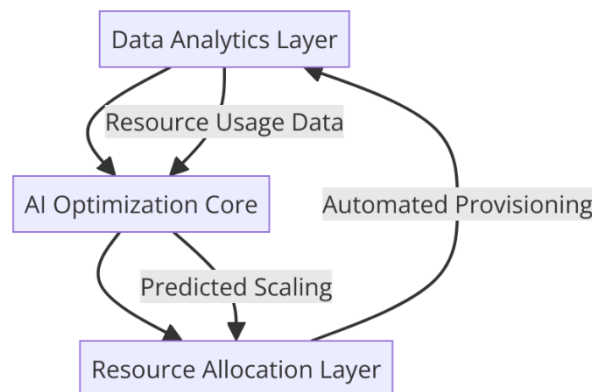 Data Analytics Layer
Resource Usage Data
AI Optimization Core
Automated Provisioning
Predicted Scaling
Resource Allocation Layer